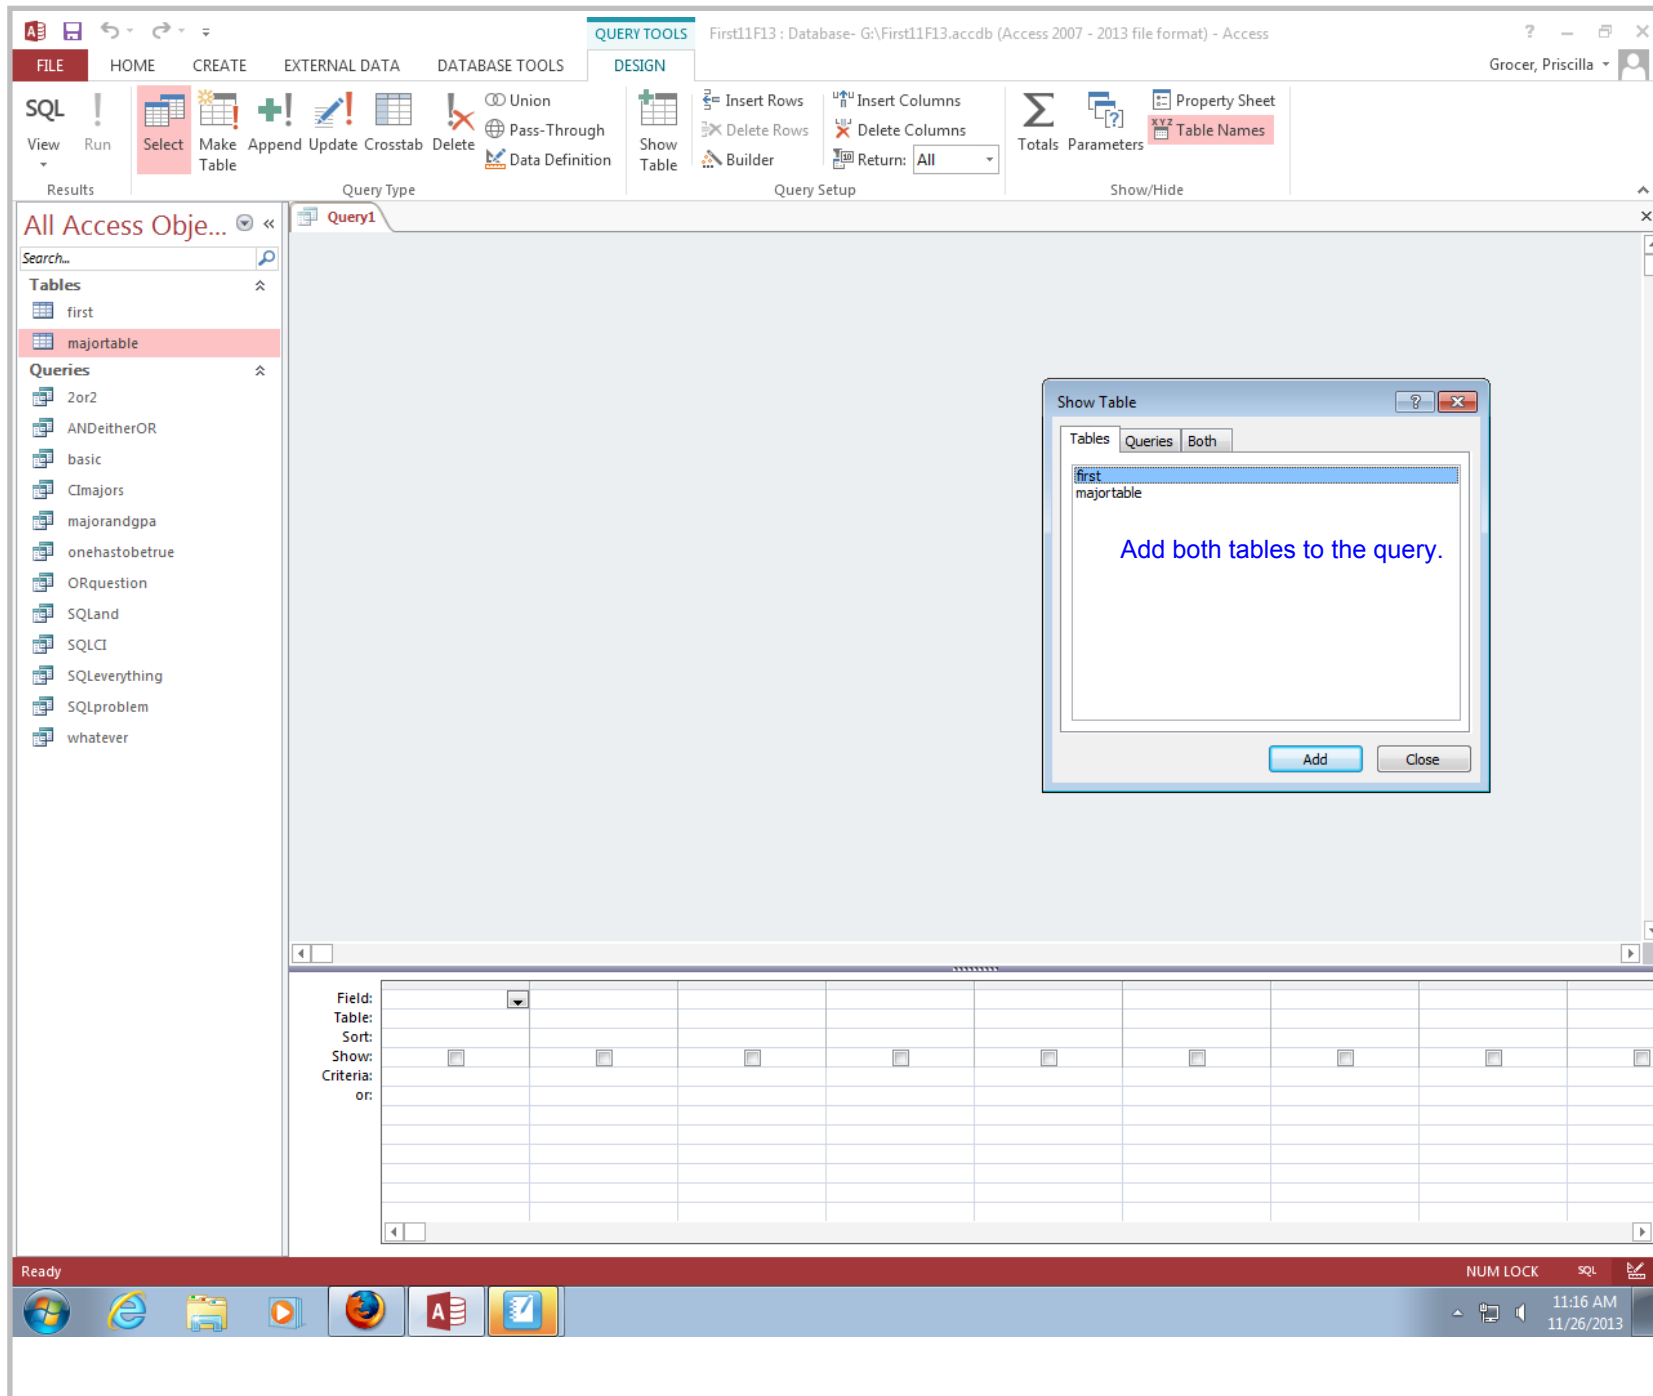 QUERY TOOLS First11F13 : Database- G:\First11F13.accdb (Access 2007 - 2013 file format) - Access ?
FILE HOME CREATE EXTERNAL DATA DATABASE TOOLS DESIGN Grocer, Priscilla
SQL View
Run
Results
Select
Make Table
Append
Update
Crosstab
Delete
Union
Pass-Through
Data Definition
Query Type
Show Table
Insert Rows
Delete Rows
Builder
Insert Columns
Delete Columns
Return: All
Query Setup
Totals
Parameters
Property Sheet
XYZ Table Names
Show/Hide
All Access Obje...
Query1
Search...
Tables
first
majortable
Queries
2or2
ANDeitherOR
basic
CImajors
majorandgpa
onehastobetrue
ORquestion
SQLand
SQLCI
SQLeverything
SQLproblem
whatever
Show Table
Tables Queries Both
first
majortable
Add both tables to the query.
Add Close
Field:
Table:
Sort:
Show:
Criteria:
or:
Ready NUM LOCK SQL
11:16 AM
11/26/2013